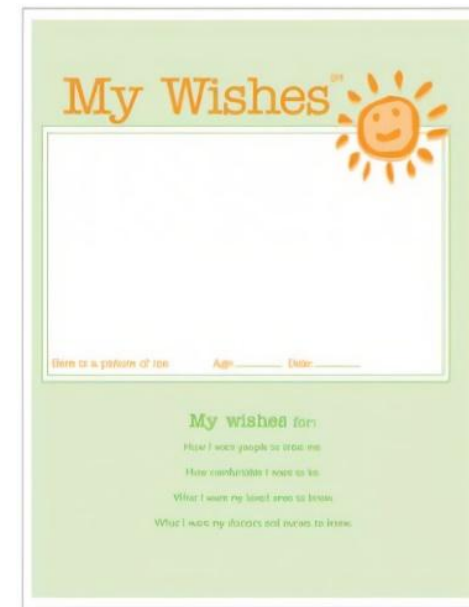 My Wishes
Here is a picture of me Age Date
My wishes for:
How I want people to treat me
How comfortable I want to be
What I want my loved ones to know
What I want my doctors and nurses to know